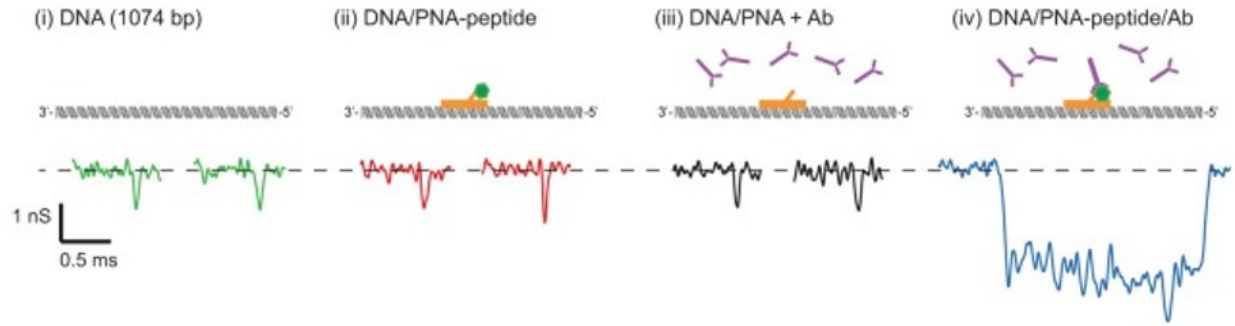 (i) DNA (1074 bp)
(ii) DNA/PNA-peptide
(iii) DNA/PNA + Ab
(iv) DNA/PNA-peptide/Ab
3'- -5'
3'- -5'
3'- -5'
3'- -5'
1 nS
0.5 ms